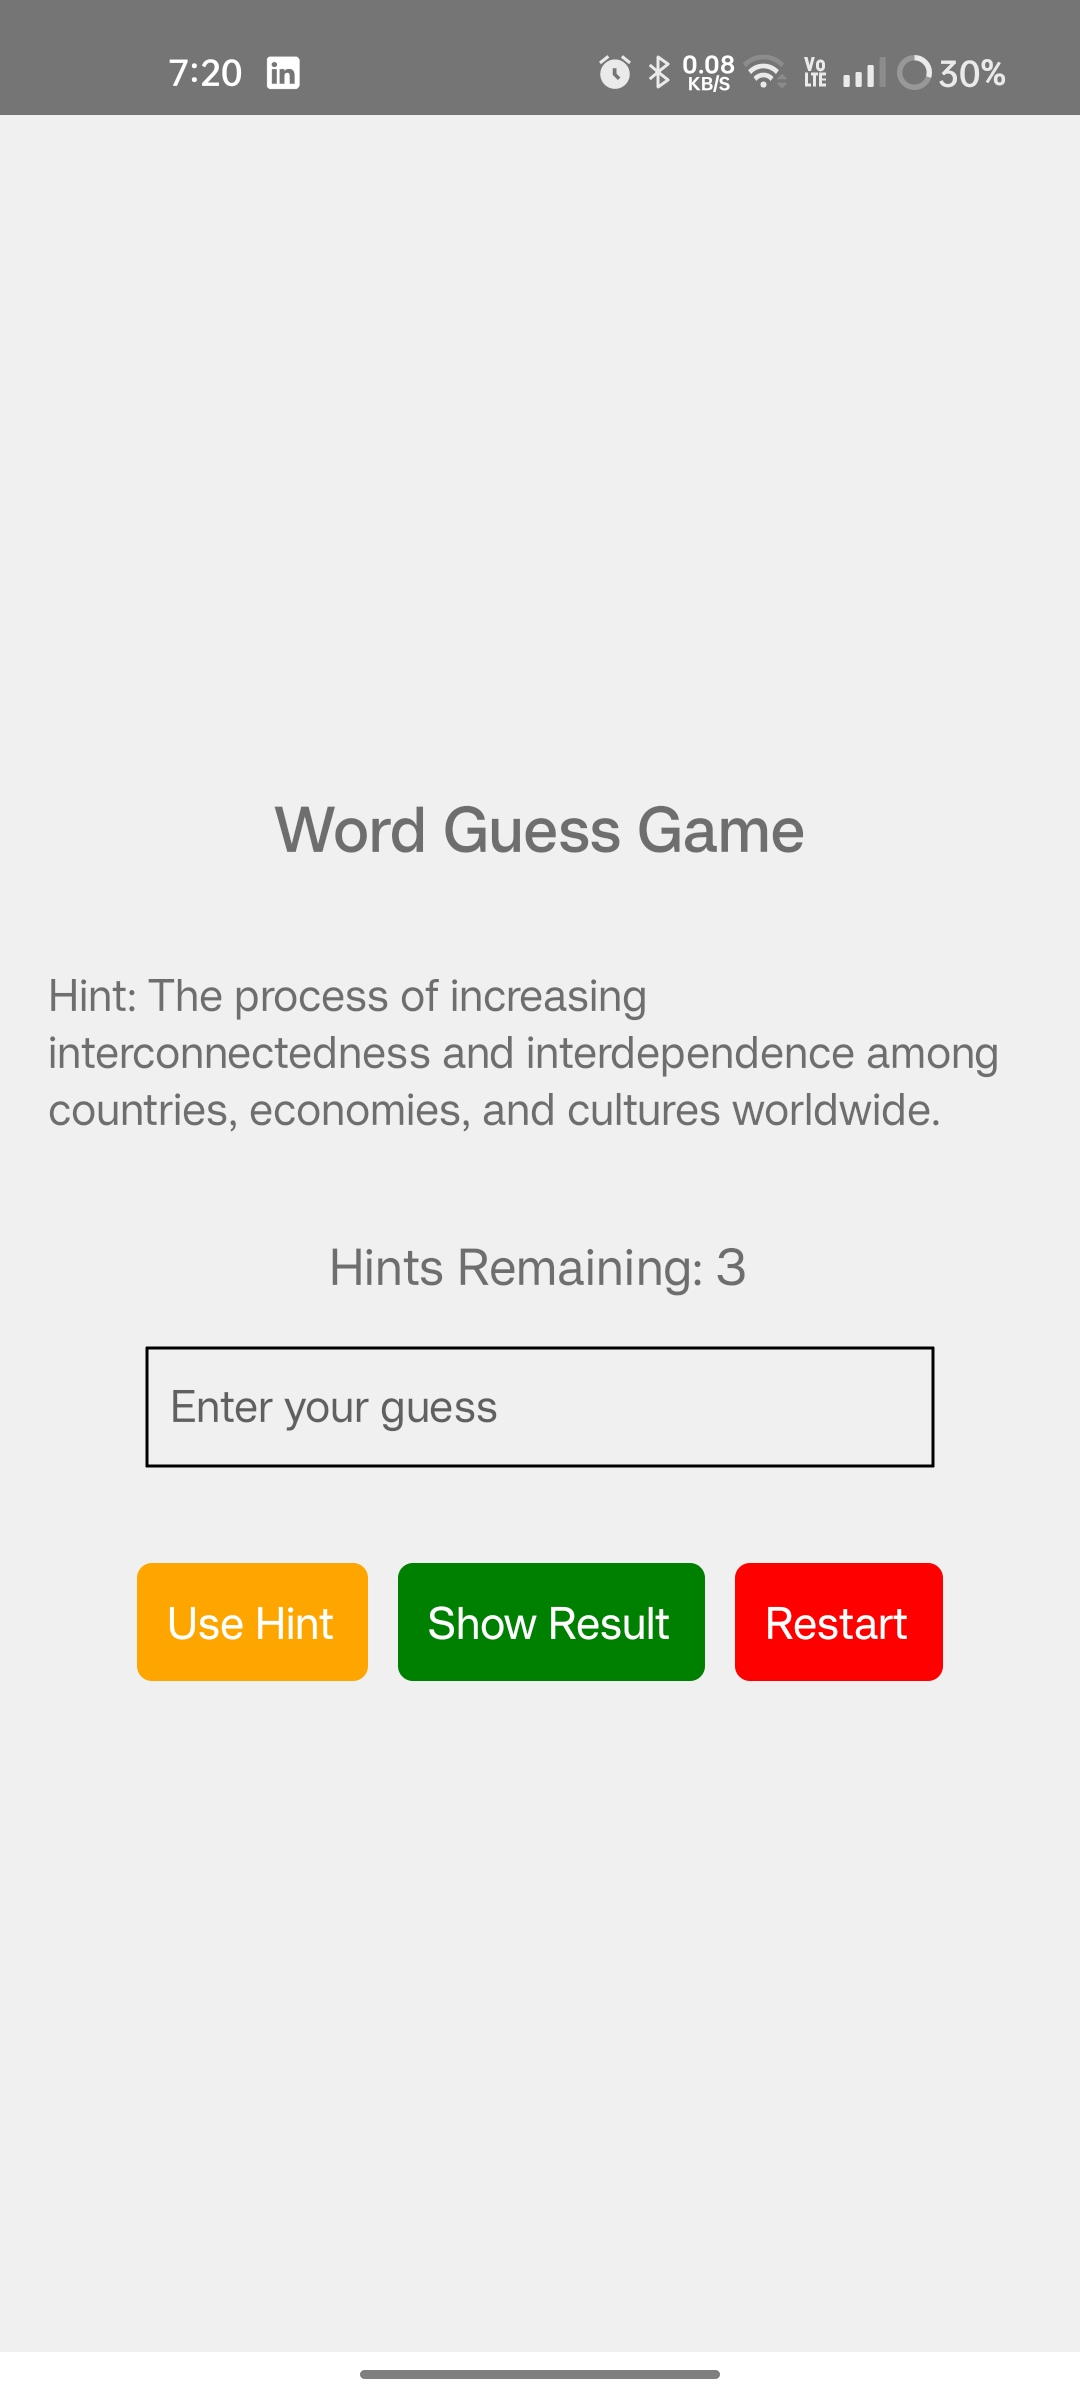 7:20 in 0.08 KB/S Vo LTE 30%
Word Guess Game
Hint: The process of increasing
interconnectedness and interdependence among
countries, economies, and cultures worldwide.
Hints Remaining: 3
Enter your guess
Use Hint Show Result Restart